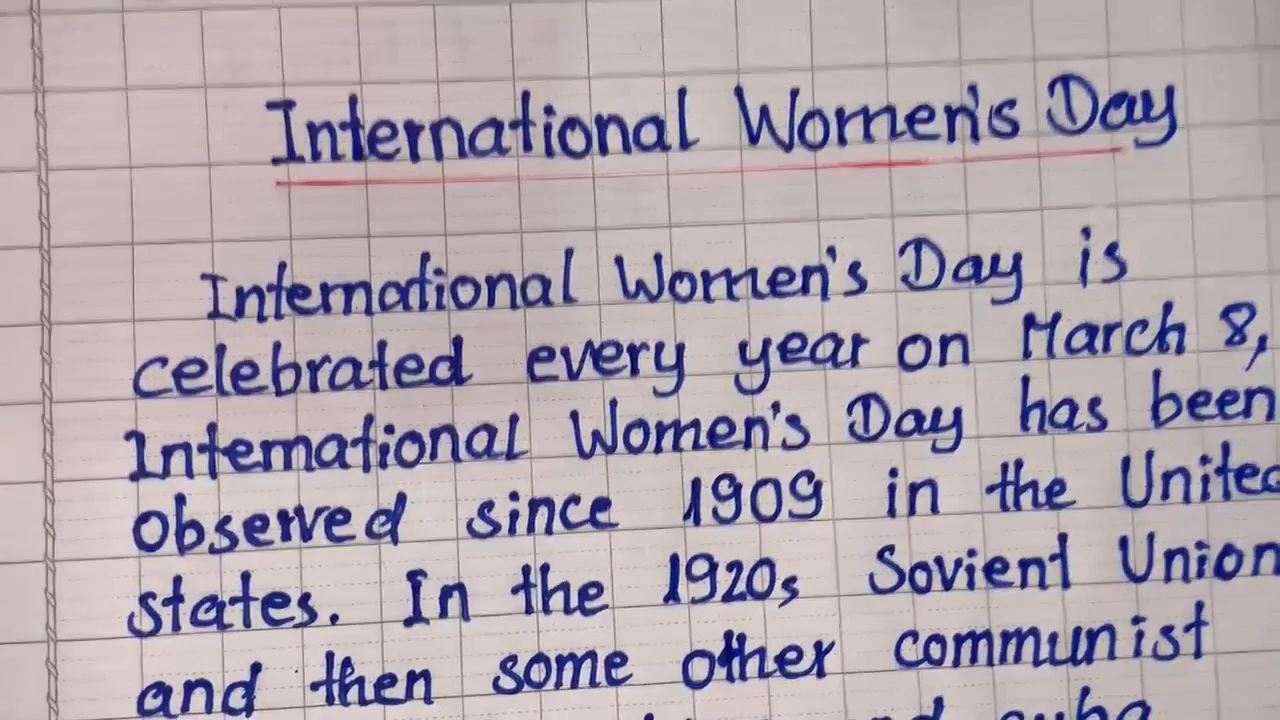 International Women's Day
International Women's Day is
celebrated every year on March 8,
International Women's Day has been
observed since 1909 in the United
states. In the 1920s Sovient Union
and then some other communist